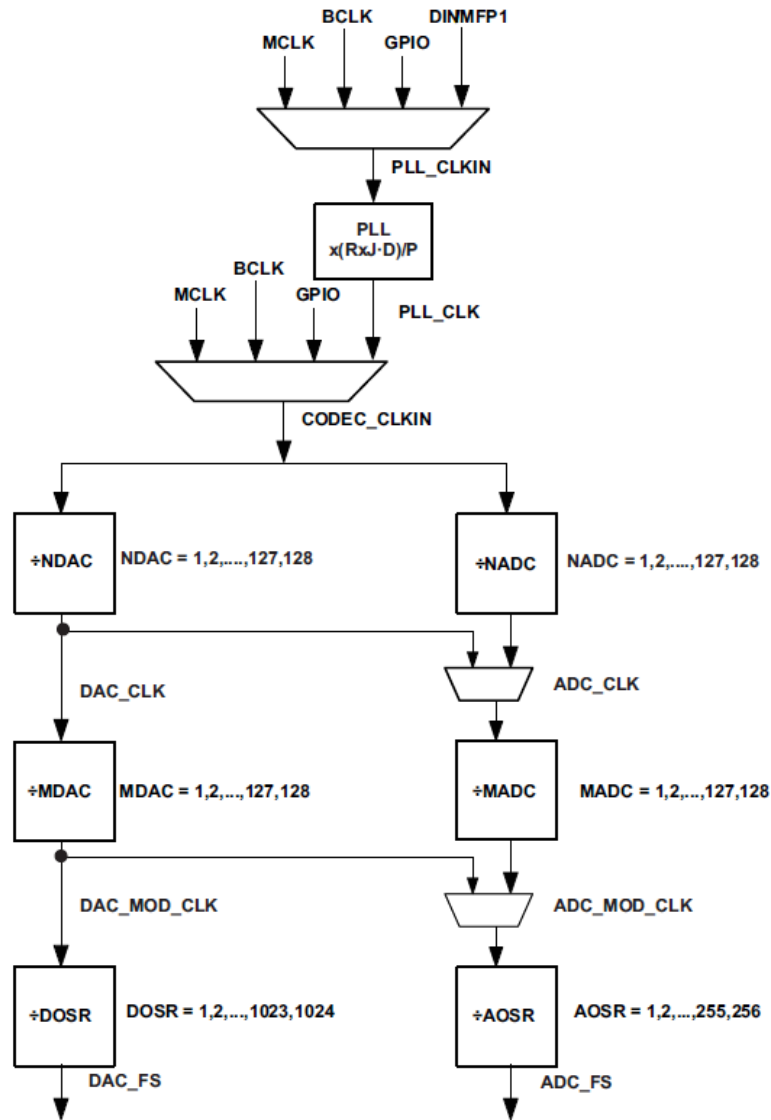 MCLK
BCLK
GPIO
DIN/MFP1
PLL_CLKIN
PLL
x(RxJ·D)/P
MCLK
BCLK
GPIO
PLL_CLK
CODEC_CLKIN
÷NDAC
NDAC = 1,2,....,127,128
÷NADC
NADC = 1,2,....,127,128
DAC_CLK
ADC_CLK
÷MDAC
MDAC = 1,2,...,127,128
÷MADC
MADC = 1,2,...,127,128
DAC_MOD_CLK
ADC_MOD_CLK
÷DOSR
DOSR = 1,2,...,1023,1024
÷AOSR
AOSR = 1,2,...,255,256
DAC_FS
ADC_FS